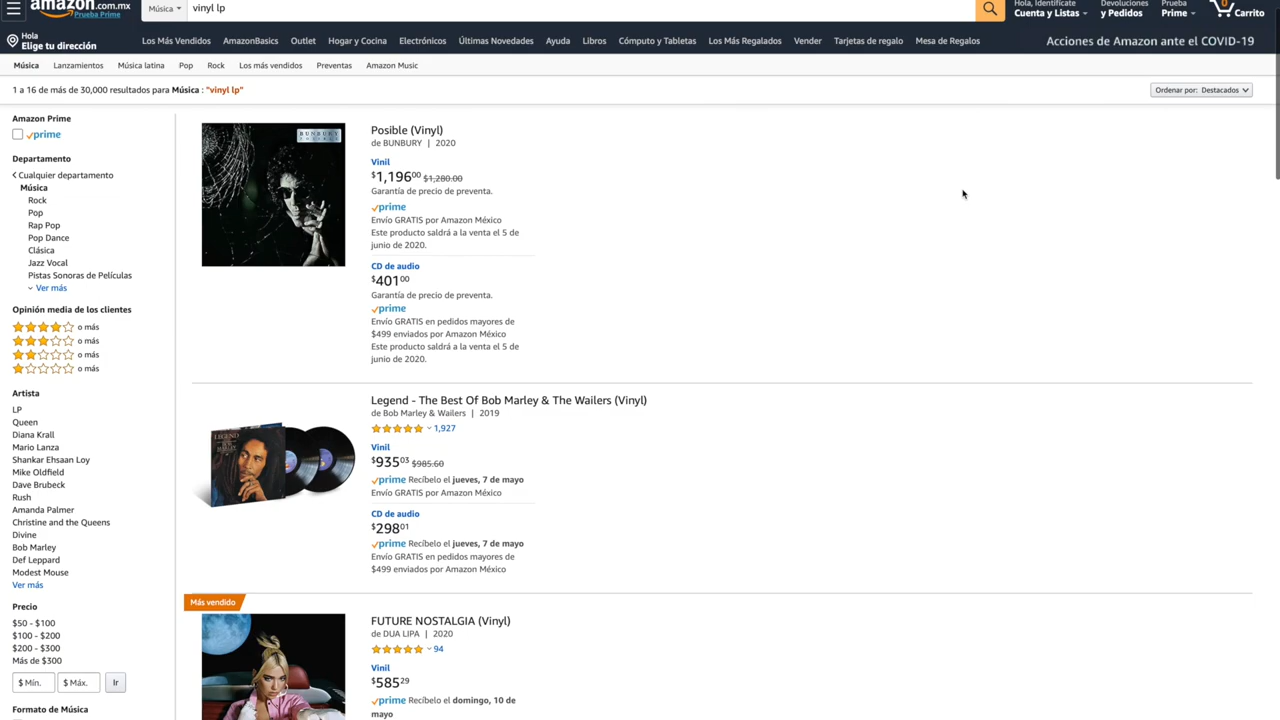 amazon.com.mx
Prueba Prime
Música
vinyl lp
Hola, Identifícate
Cuenta y Listas
Devoluciones
y Pedidos
Prueba
Prime
0
Carrito
Hola
Elige tu dirección
Los Más Vendidos AmazonBasics Outlet Hogar y Cocina Electrónicos Últimas Novedades Ayuda Libros Cómputo y Tabletas Los Más Regalados Vender Tarjetas de regalo Mesa de Regalos
Acciones de Amazon ante el COVID-19
Música Lanzamientos Música latina Pop Rock Los más vendidos Preventas Amazon Music
1 a 16 de más de 30,000 resultados para Música : "vinyl lp"
Ordenar por: Destacados
Amazon Prime
prime
Departamento
Cualquier departamento
Música
Rock
Pop
Rap Pop
Pop Dance
Clásica
Jazz Vocal
Pistas Sonoras de Películas
Ver más
Opinión media de los clientes
o más
o más
o más
o más
Artista
LP
Queen
Diana Krall
Mario Lanza
Shankar Ehsaan Loy
Mike Oldfield
Dave Brubeck
Rush
Amanda Palmer
Christine and the Queens
Divine
Bob Marley
Def Leppard
Modest Mouse
Ver más
Precio
$50 - $100
$100 - $200
$200 - $300
Más de $300
$ Mín.
$ Máx.
Ir
Formato de Música
BUNBURY
Posible (Vinyl)
de BUNBURY | 2020
Vinil
$1,196.00 $1,280.00
Garantía de precio de preventa.
prime
Envío GRATIS por Amazon México
Este producto saldrá a la venta el 5 de
junio de 2020.
CD de audio
$401.00
Garantía de precio de preventa.
prime
Envío GRATIS en pedidos mayores de
$499 enviados por Amazon México
Este producto saldrá a la venta el 5 de
junio de 2020.
LEGEND
Legend - The Best Of Bob Marley & The Wailers (Vinyl)
de Bob Marley & Wailers | 2019
1,927
Vinil
$935.03 $985.60
prime Recíbelo el jueves, 7 de mayo
Envío GRATIS por Amazon México
CD de audio
$298.01
prime Recíbelo el jueves, 7 de mayo
Envío GRATIS en pedidos mayores de
$499 enviados por Amazon México
Más vendido
FUTURE NOSTALGIA (Vinyl)
de DUA LIPA | 2020
94
Vinil
$585.29
prime Recíbelo el domingo, 10 de
mayo